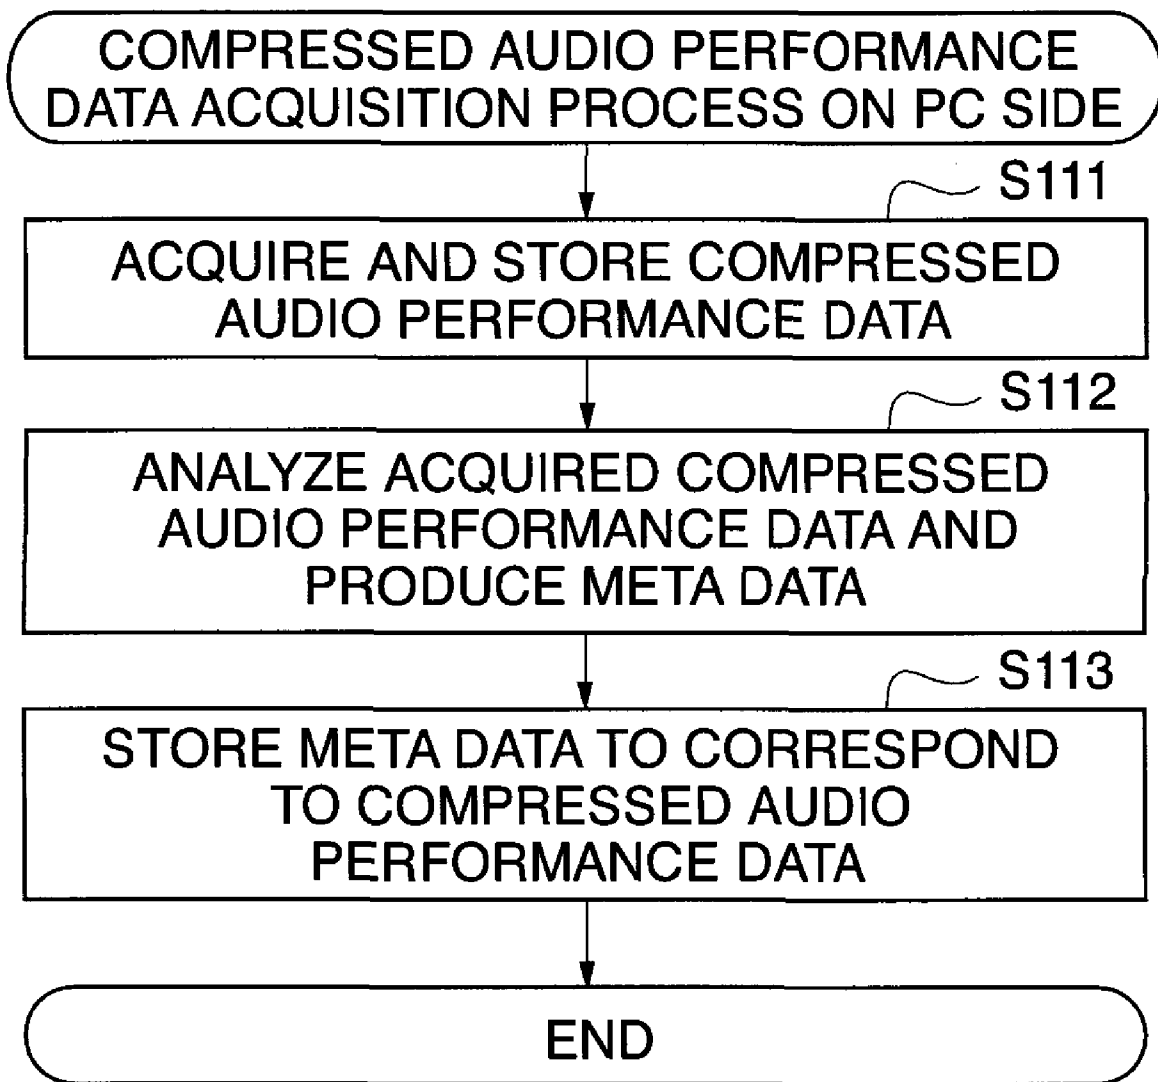 COMPRESSED AUDIO PERFORMANCE
DATA ACQUISITION PROCESS ON PC SIDE
S111
ACQUIRE AND STORE COMPRESSED
AUDIO PERFORMANCE DATA
S112
ANALYZE ACQUIRED COMPRESSED
AUDIO PERFORMANCE DATA AND
PRODUCE META DATA
S113
STORE META DATA TO CORRESPOND
TO COMPRESSED AUDIO
PERFORMANCE DATA
END